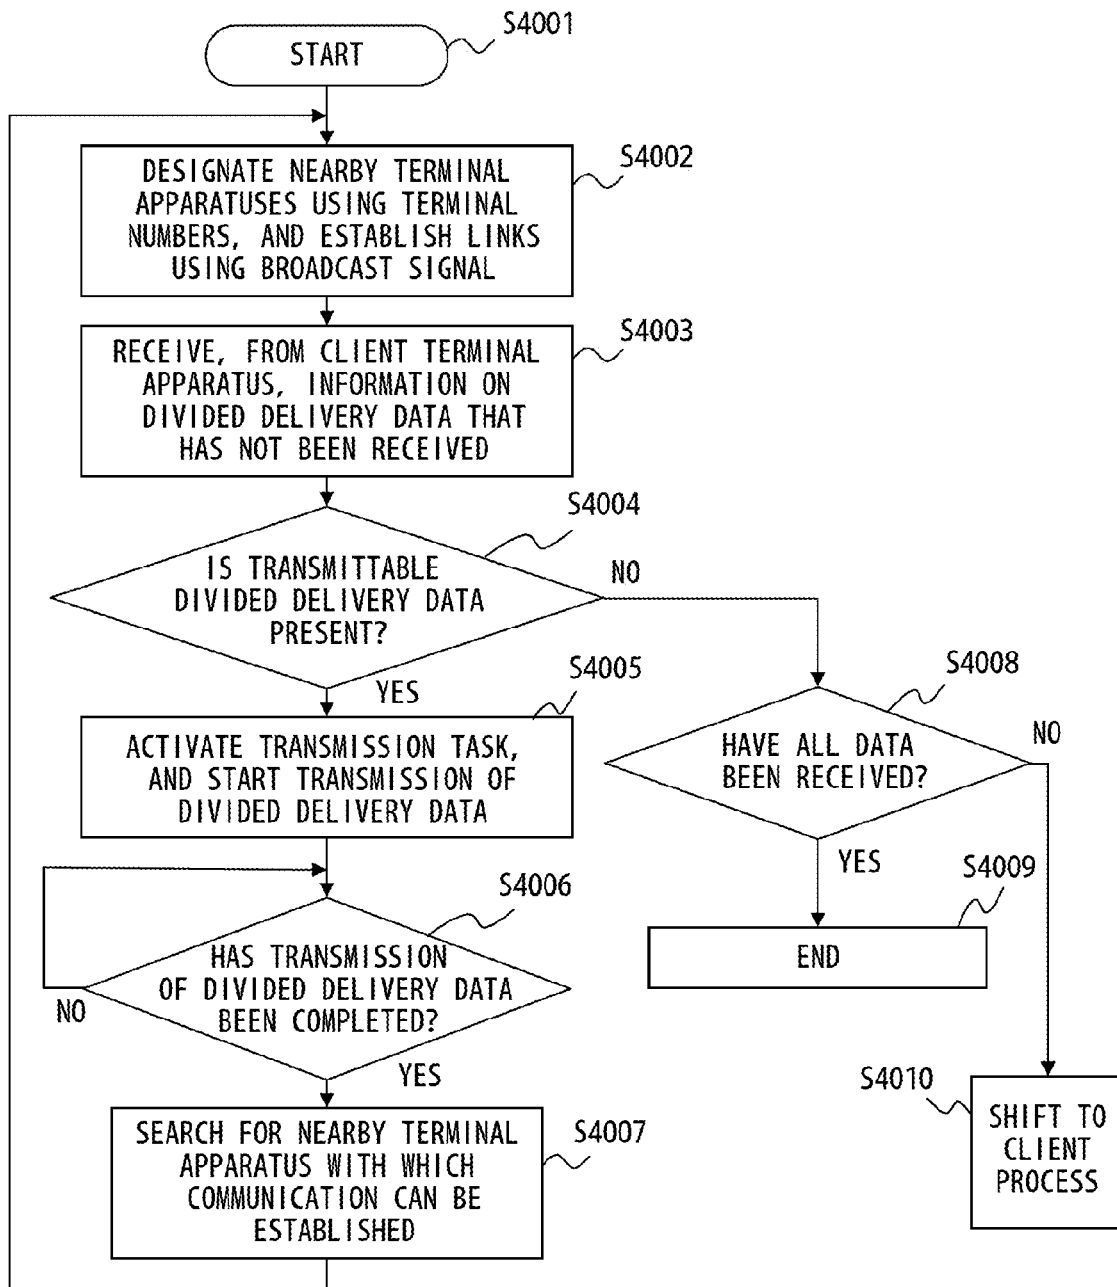 S4001
START
S4002
DESIGNATE NEARBY TERMINAL
APPARATUSES USING TERMINAL
NUMBERS, AND ESTABLISH LINKS
USING BROADCAST SIGNAL
S4003
RECEIVE, FROM CLIENT TERMINAL
APPARATUS, INFORMATION ON
DIVIDED DELIVERY DATA THAT
HAS NOT BEEN RECEIVED
S4004
IS TRANSMITTABLE
DIVIDED DELIVERY DATA
PRESENT?
NO
YES
S4005
ACTIVATE TRANSMISSION TASK,
AND START TRANSMISSION OF
DIVIDED DELIVERY DATA
S4006
HAS TRANSMISSION
OF DIVIDED DELIVERY DATA
BEEN COMPLETED?
NO
YES
S4007
SEARCH FOR NEARBY TERMINAL
APPARATUS WITH WHICH
COMMUNICATION CAN BE
ESTABLISHED
S4008
HAVE ALL DATA
BEEN RECEIVED?
NO
YES
S4009
END
S4010
SHIFT TO
CLIENT
PROCESS